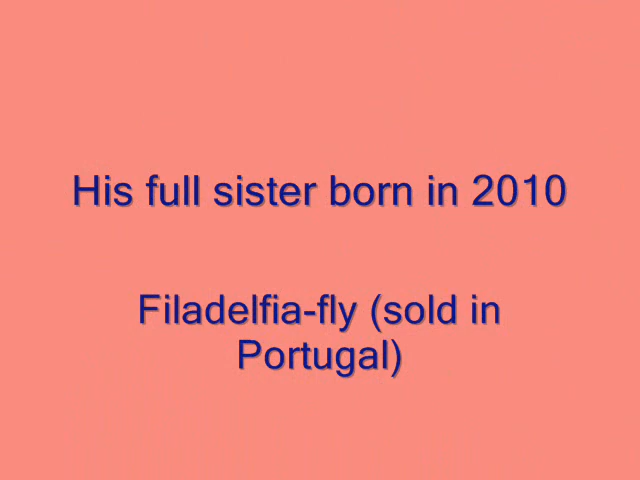 His full sister born in 2010
Filadelfia-fly (sold in
Portugal)